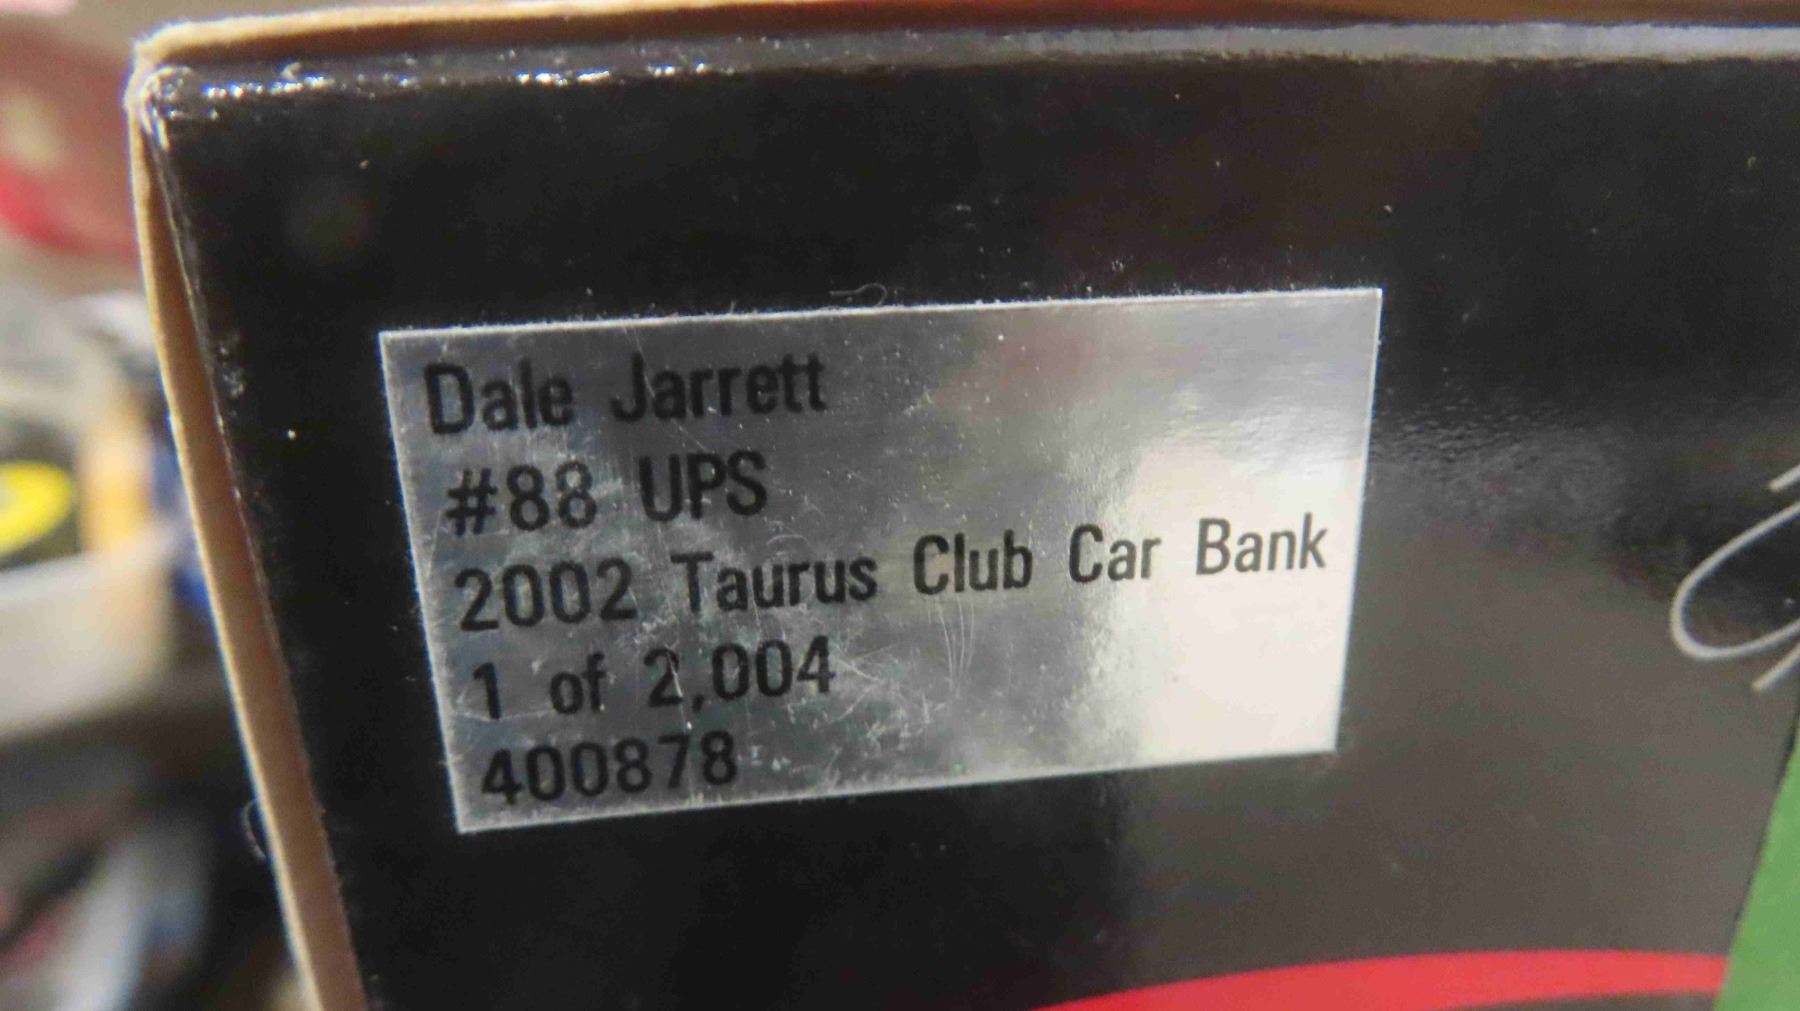 Dale Jarrett
#88 UPS
2002 Taurus Club Car Bank
1 of 2,004
400878